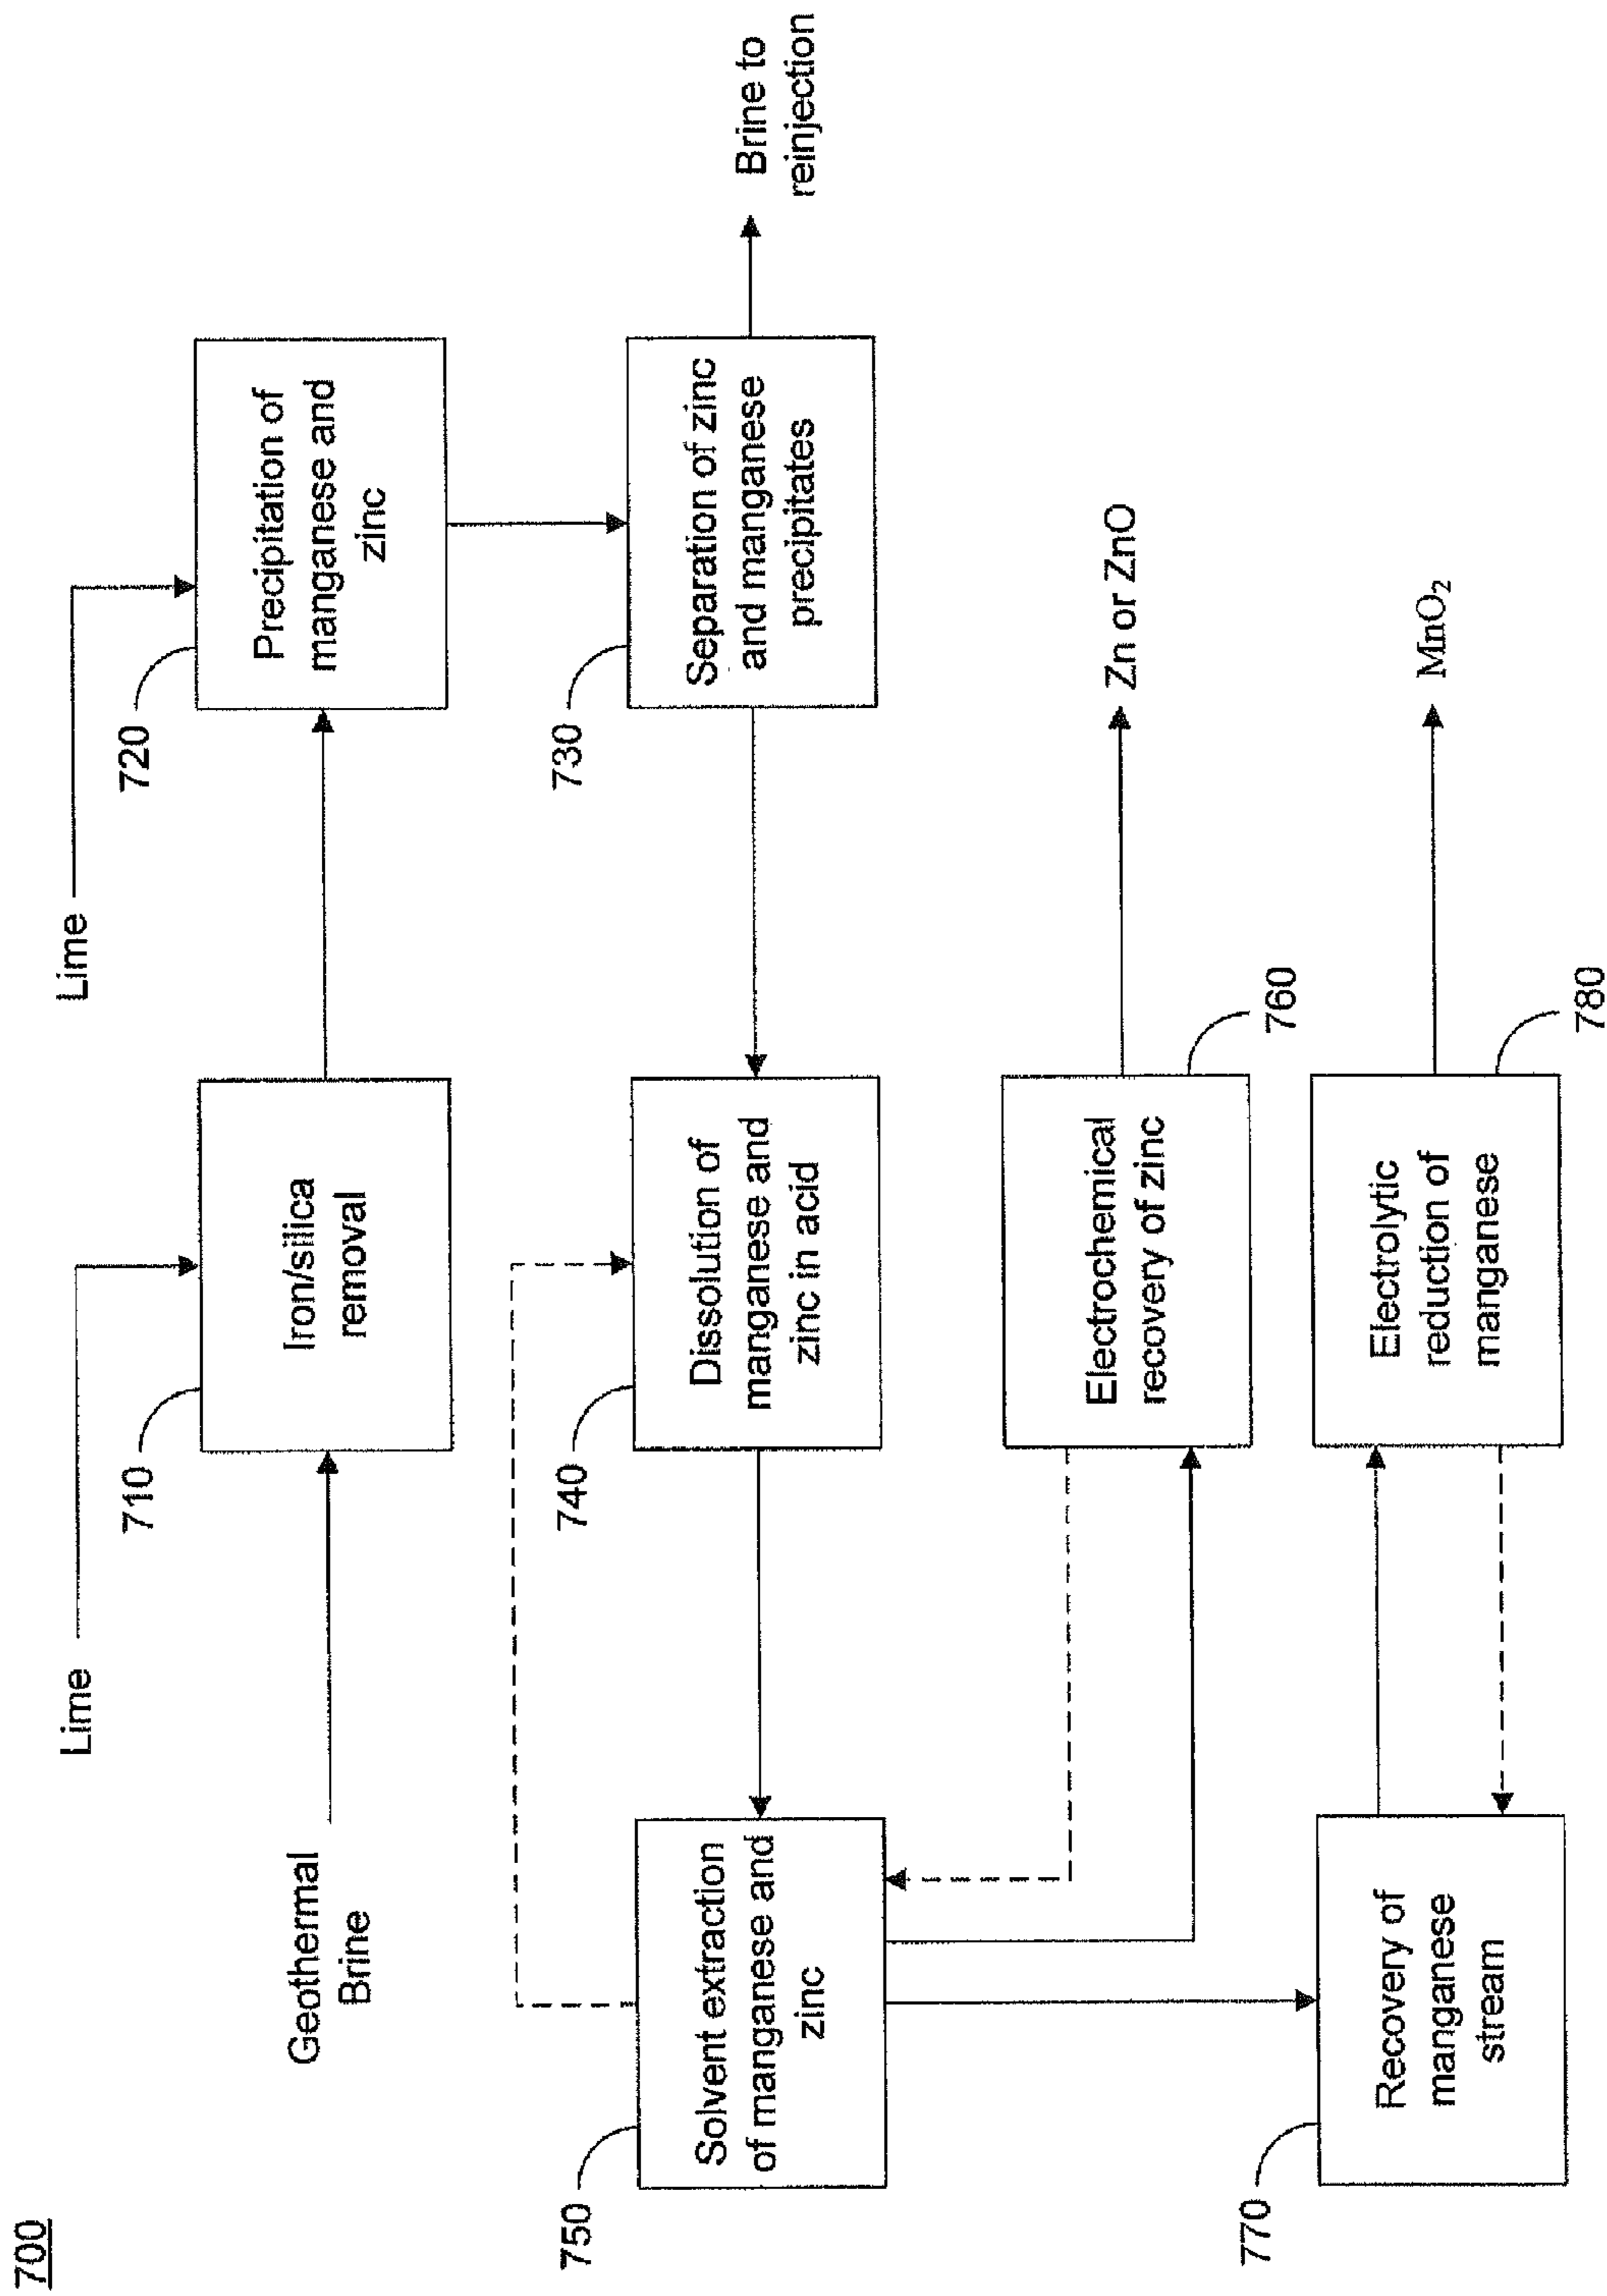 700
Lime
Lime
710
720
Geothermal
Brine
Iron/silica
removal
Precipitation of
manganese and
zinc
750
740
730
Solvent extraction
of manganese and
zinc
Dissolution of
manganese and
zinc in acid
Separation of zinc
and manganese
precipitates
Brine to
reinjection
Electrochemical
recovery of zinc
Zn or ZnO
760
770
Recovery of
manganese
stream
Electrolytic
reduction of
manganese
MnO₂
780